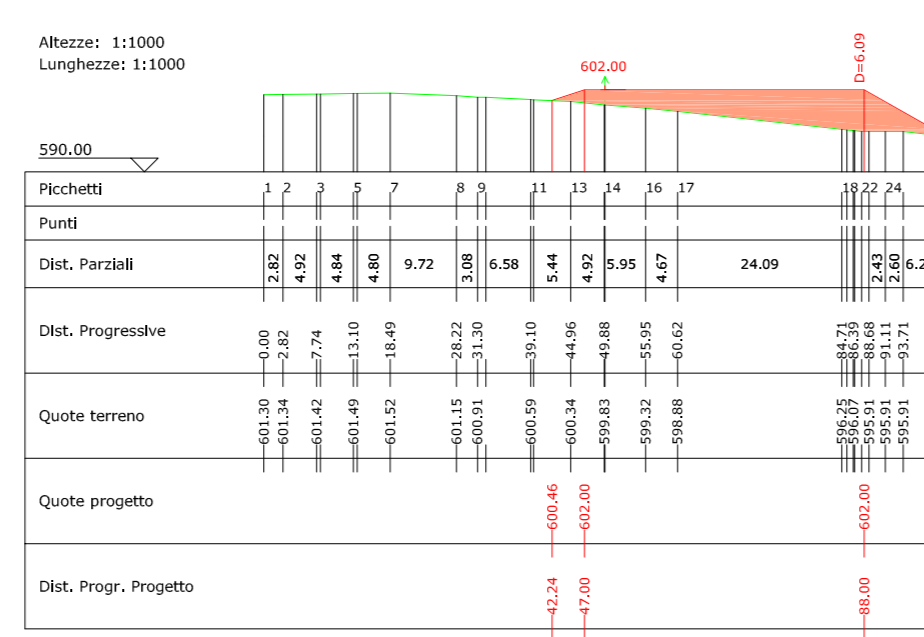 Altezze: 1:1000
Lunghezze: 1:1000
602.00
D=6.09
590.00
Picchetti 1 2 3 5 7 8 9 11 13 14 16 17 18 22 24
Punti
Dist. Parziali 2.82 4.92 4.84 4.80 9.72 3.08 6.58 5.44 4.92 5.95 4.67 24.09 2.43 2.60 6.2
Dist. Progressive 0.00 2.82 7.74 13.10 18.49 28.22 31.90 39.10 44.96 49.88 55.95 60.62 84.71 86.39 88.68 91.11 93.71
Quote terreno 601.30 601.34 601.42 601.49 601.52 601.15 600.91 600.59 600.34 599.83 599.32 598.88 596.25 596.07 595.91 595.91 595.91
Quote progetto 600.46 602.00 602.00
Dist. Progr. Progetto 42.24 47.00 88.00